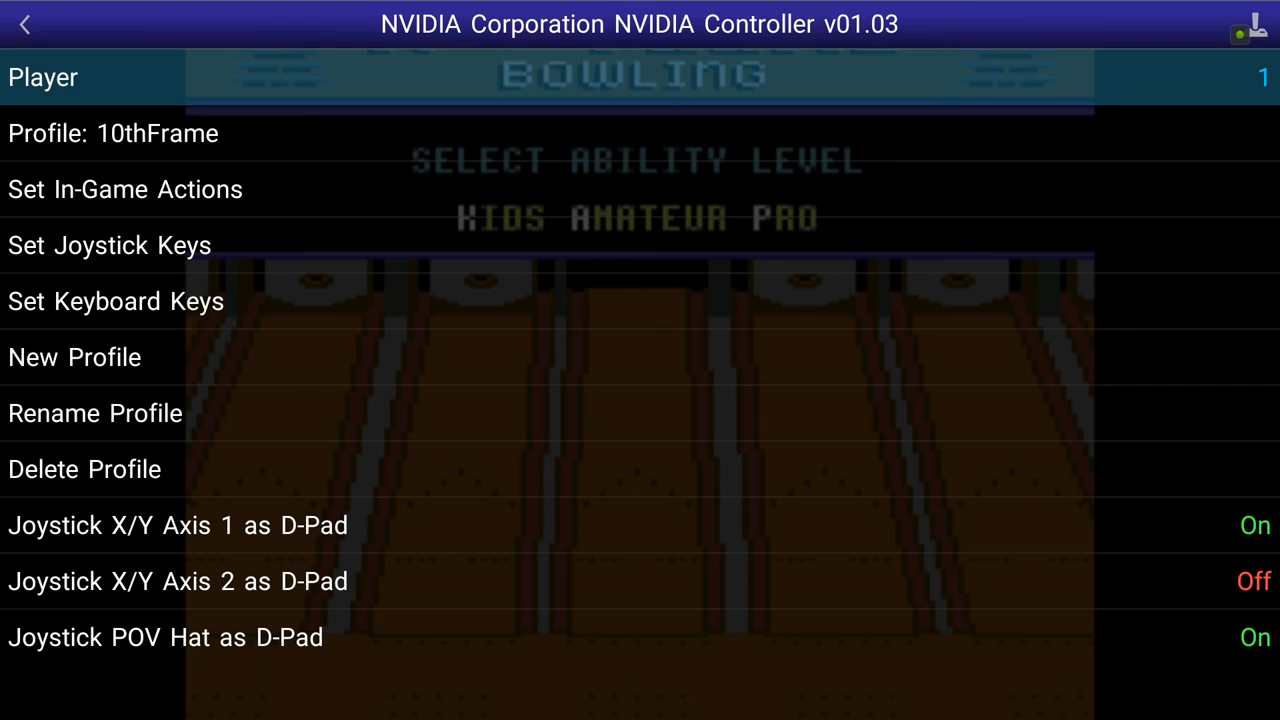 NVIDIA Corporation NVIDIA Controller v01.03
Player 1
BOWLING
Profile: 10thFrame
SELECT ABILITY LEVEL
Set In-Game Actions
KIDS AMATEUR PRO
Set Joystick Keys
Set Keyboard Keys
New Profile
Rename Profile
Delete Profile
Joystick X/Y Axis 1 as D-Pad On
Joystick X/Y Axis 2 as D-Pad Off
Joystick POV Hat as D-Pad On